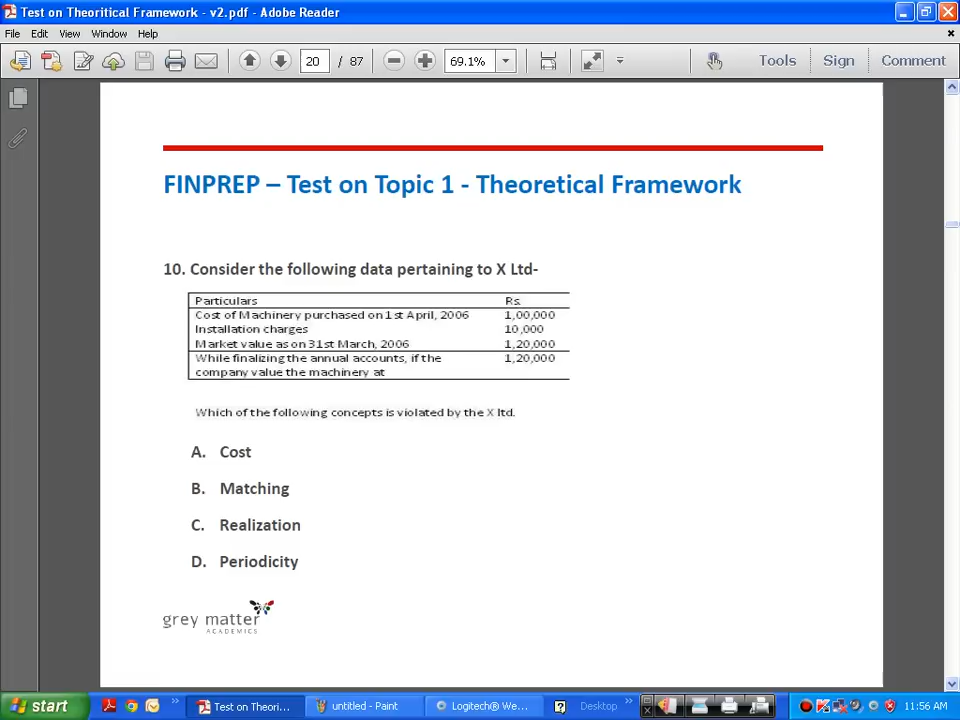 Test on Theoritical Framework - v2.pdf - Adobe Reader
File Edit View Window Help
20 / 87 69.1% Tools Sign Comment
FINPREP – Test on Topic 1 - Theoretical Framework
10. Consider the following data pertaining to X Ltd-
Particulars Rs.
Cost of Machinery purchased on 1st April, 2006 1,00,000
Installation charges 10,000
Market value as on 31st March, 2006 1,20,000
While finalizing the annual accounts, if the 1,20,000
company value the machinery at
Which of the following concepts is violated by the X ltd.
A. Cost
B. Matching
C. Realization
D. Periodicity
grey matter
ACADEMICS
start Test on Theori... untitled - Paint Logitech® We... Desktop 11:56 AM